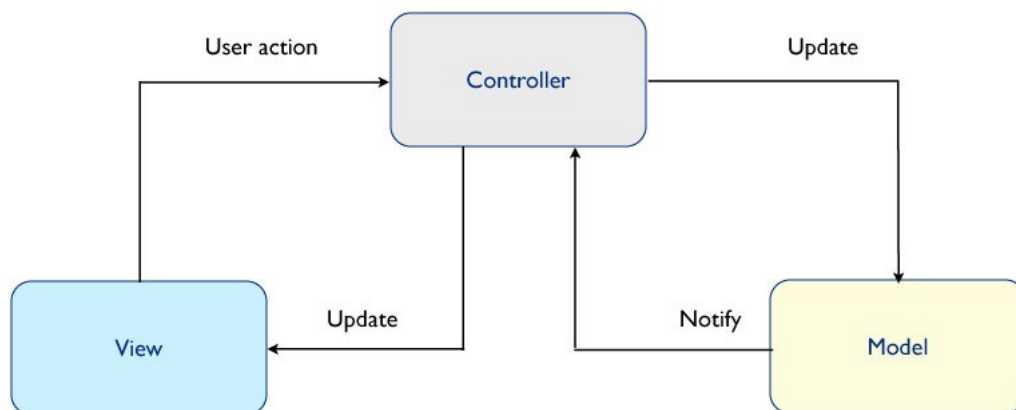 User action
Update
Controller
View
Update
Notify
Model